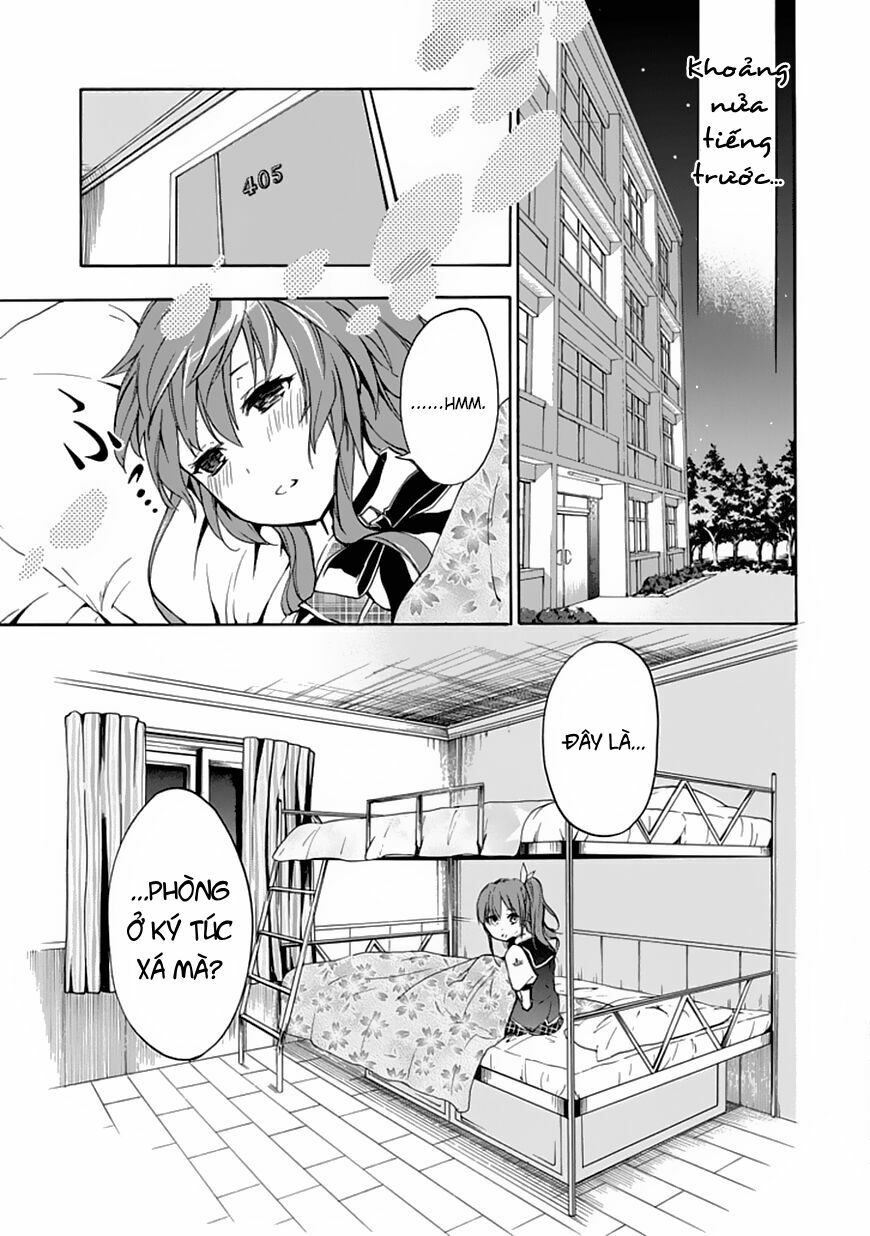 Khoảng
nửa
tiếng
trước...
405
......HMM.
ふ...
ĐÂY LÀ...
...PHÒNG
Ở KÝ TÚC
XÁ MÀ?